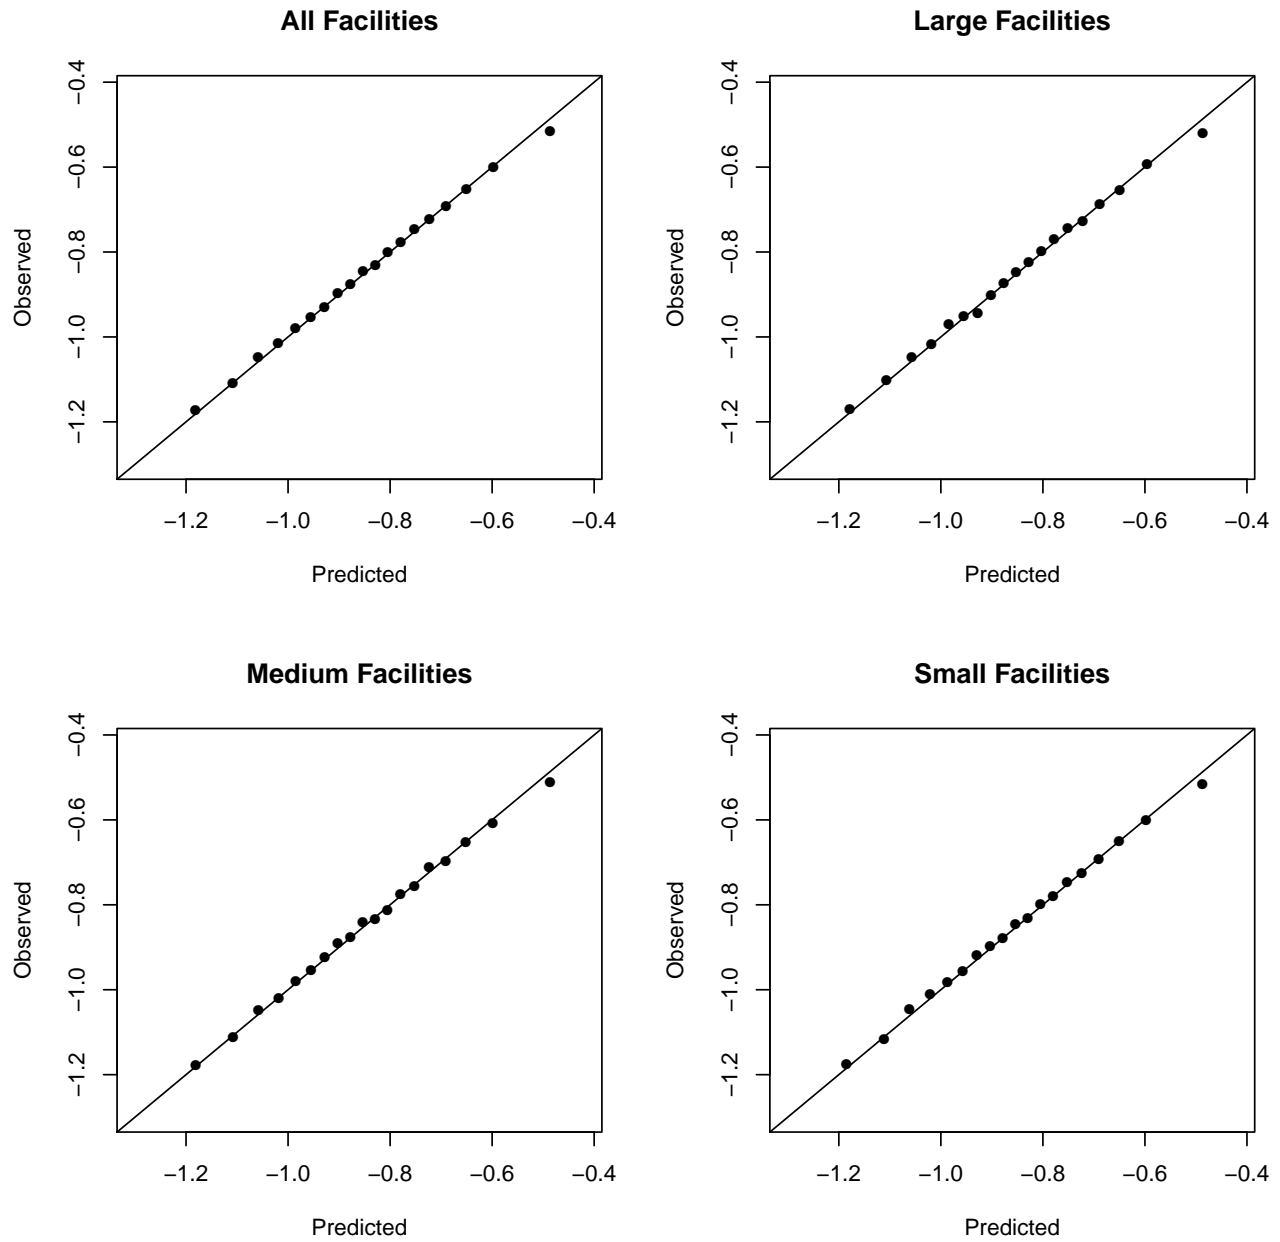 All Facilities
Observed
−0.4
−0.6
−0.8
−1.0
−1.2
−1.2 −1.0 −0.8 −0.6 −0.4
Predicted
Large Facilities
Observed
−0.4
−0.6
−0.8
−1.0
−1.2
−1.2 −1.0 −0.8 −0.6 −0.4
Predicted
Medium Facilities
Observed
−0.4
−0.6
−0.8
−1.0
−1.2
−1.2 −1.0 −0.8 −0.6 −0.4
Predicted
Small Facilities
Observed
−0.4
−0.6
−0.8
−1.0
−1.2
−1.2 −1.0 −0.8 −0.6 −0.4
Predicted